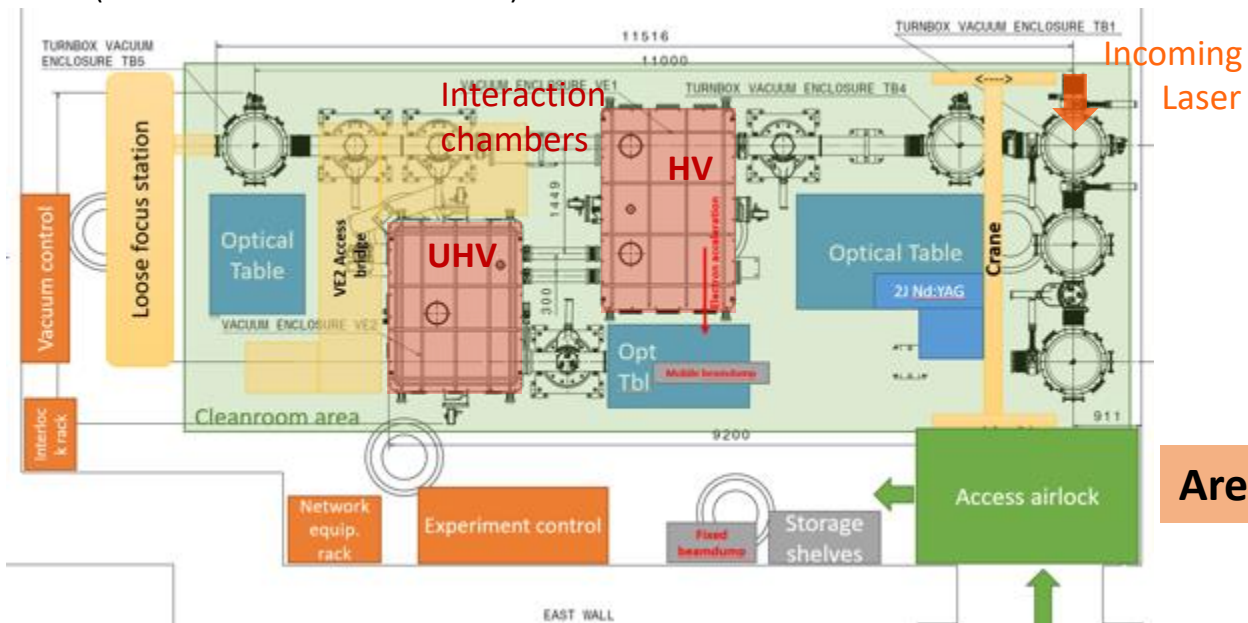 11516
TURNBOX VACUUM ENCLOSURE TB1
TURNBOX VACUUM
ENCLOSURE TB5
11000
Incoming
Laser
VACUUM ENCLOSURE VE1
TURNBOX VACUUM ENCLOSURE TB4
Interaction
chambers
HV
Loose focus station
Vacuum control
1449
Optical
Table
VE2 Access
bridge
UHV
Electron acceleration
Optical Table
Crane
2J Nd:YAG
300
VACUUM ENCLOSURE VE2
Opt
Tbl
Mobile beamdump
Cleanroom area
911
9200
Interloc
k rack
Access airlock
Are
Network
equip.
rack
Experiment control
Fixed
beamdump
Storage
shelves
EAST WALL